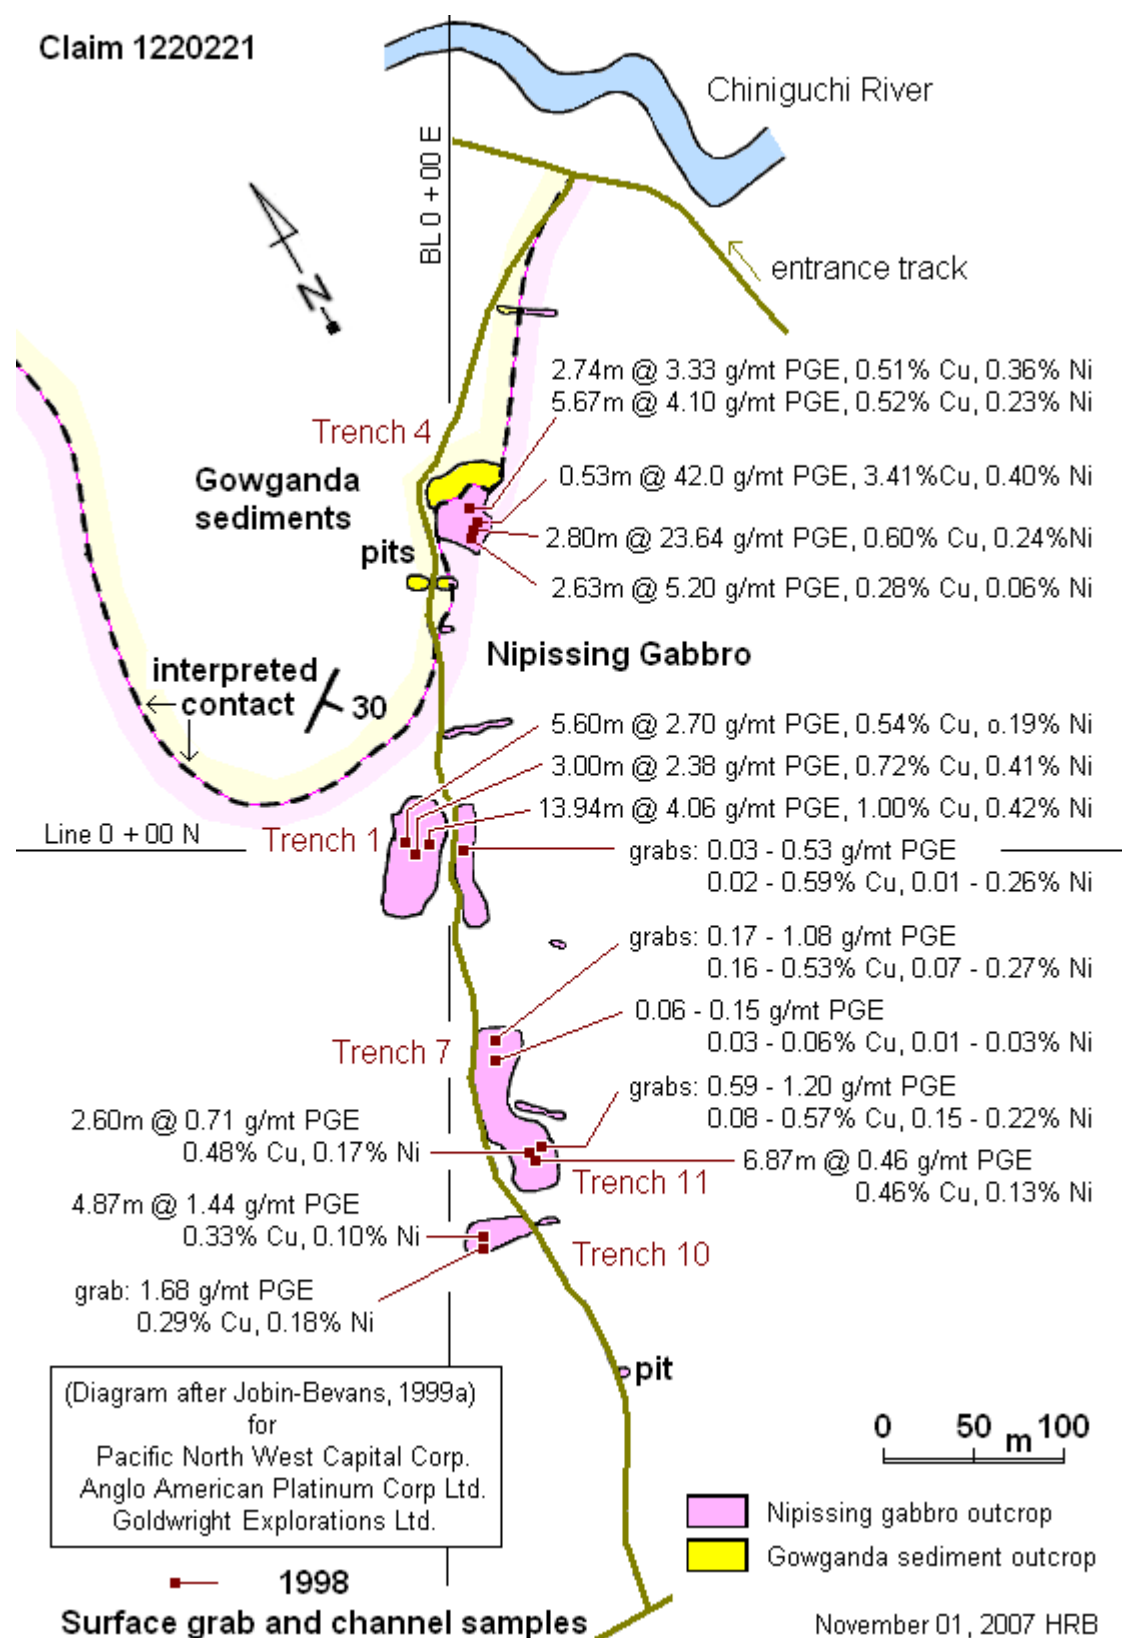 Claim 1220221
Chiniguchi River
BL 0 + 00 E
N
entrance track
2.74m @ 3.33 g/mt PGE, 0.51% Cu, 0.36% Ni
5.67m @ 4.10 g/mt PGE, 0.52% Cu, 0.23% Ni
Trench 4
Gowganda
sediments
0.53m @ 42.0 g/mt PGE, 3.41%Cu, 0.40% Ni
2.80m @ 23.64 g/mt PGE, 0.60% Cu, 0.24%Ni
pits
2.63m @ 5.20 g/mt PGE, 0.28% Cu, 0.06% Ni
Nipissing Gabbro
interpreted
contact
30
5.60m @ 2.70 g/mt PGE, 0.54% Cu, o.19% Ni
3.00m @ 2.38 g/mt PGE, 0.72% Cu, 0.41% Ni
13.94m @ 4.06 g/mt PGE, 1.00% Cu, 0.42% Ni
Line 0 + 00 N
Trench 1
grabs: 0.03 - 0.53 g/mt PGE
0.02 - 0.59% Cu, 0.01 - 0.26% Ni
grabs: 0.17 - 1.08 g/mt PGE
0.16 - 0.53% Cu, 0.07 - 0.27% Ni
0.06 - 0.15 g/mt PGE
0.03 - 0.06% Cu, 0.01 - 0.03% Ni
Trench 7
grabs: 0.59 - 1.20 g/mt PGE
0.08 - 0.57% Cu, 0.15 - 0.22% Ni
2.60m @ 0.71 g/mt PGE
0.48% Cu, 0.17% Ni
6.87m @ 0.46 g/mt PGE
0.46% Cu, 0.13% Ni
Trench 11
4.87m @ 1.44 g/mt PGE
0.33% Cu, 0.10% Ni
Trench 10
grab: 1.68 g/mt PGE
0.29% Cu, 0.18% Ni
pit
(Diagram after Jobin-Bevans, 1999a)
for
Pacific North West Capital Corp.
Anglo American Platinum Corp Ltd.
Goldwright Explorations Ltd.
0 50 m 100
Nipissing gabbro outcrop
Gowganda sediment outcrop
1998
Surface grab and channel samples
November 01, 2007 HRB